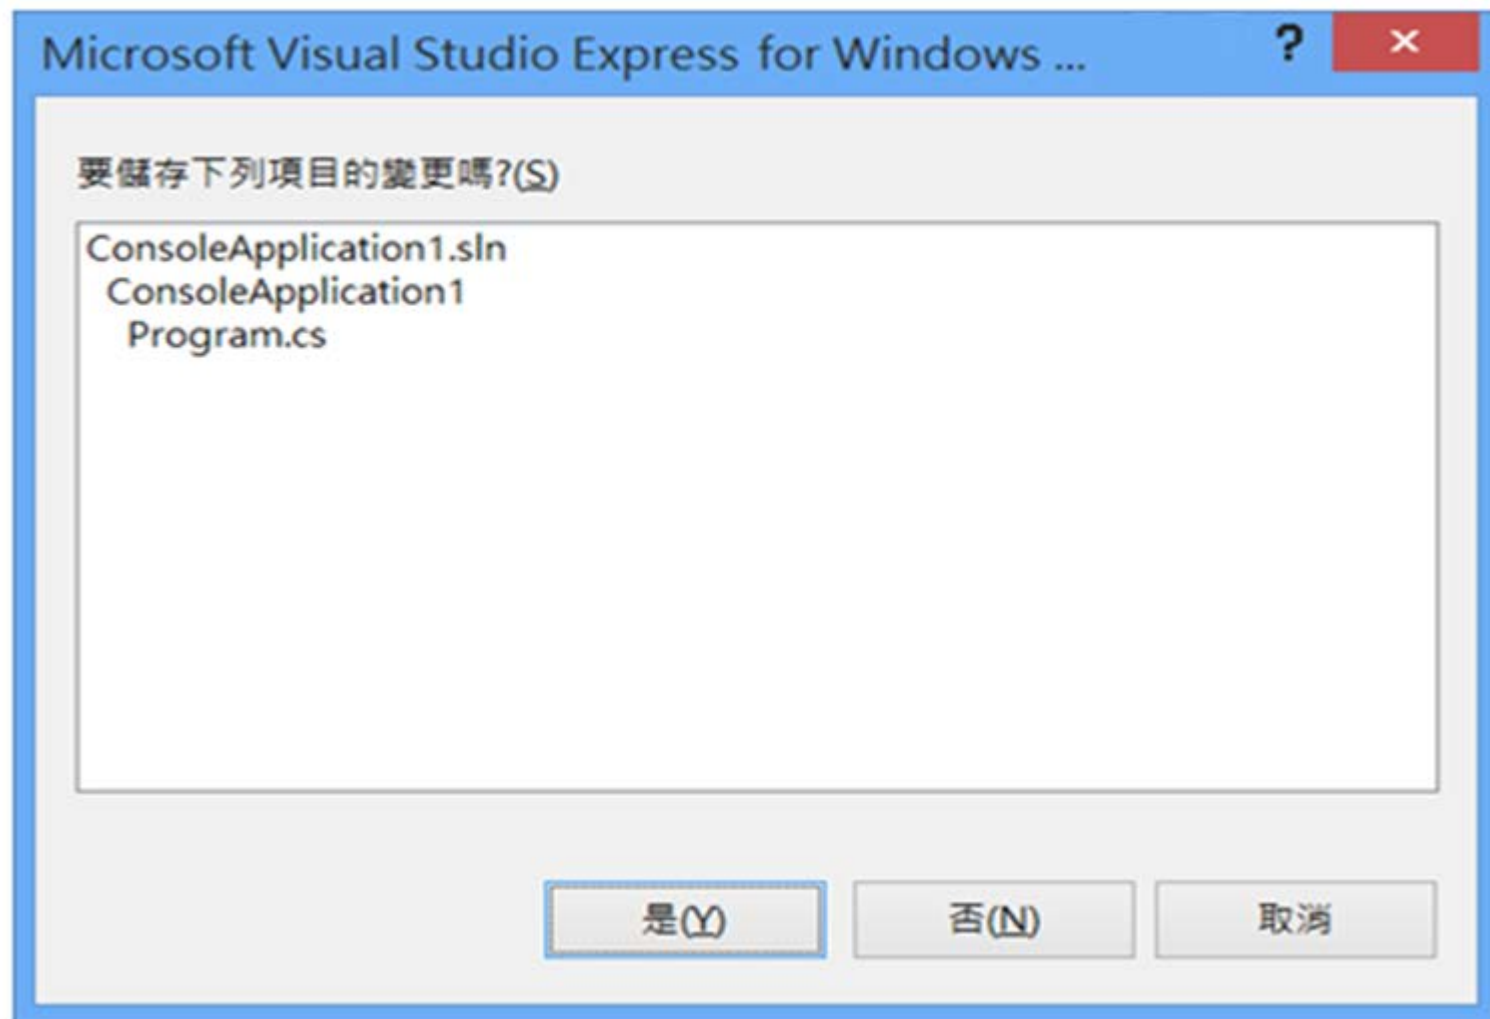 Microsoft Visual Studio Express for Windows ...
?
×
要儲存下列項目的變更嗎?(S)
ConsoleApplication1.sln
ConsoleApplication1
Program.cs
是(Y) 否(N) 取消